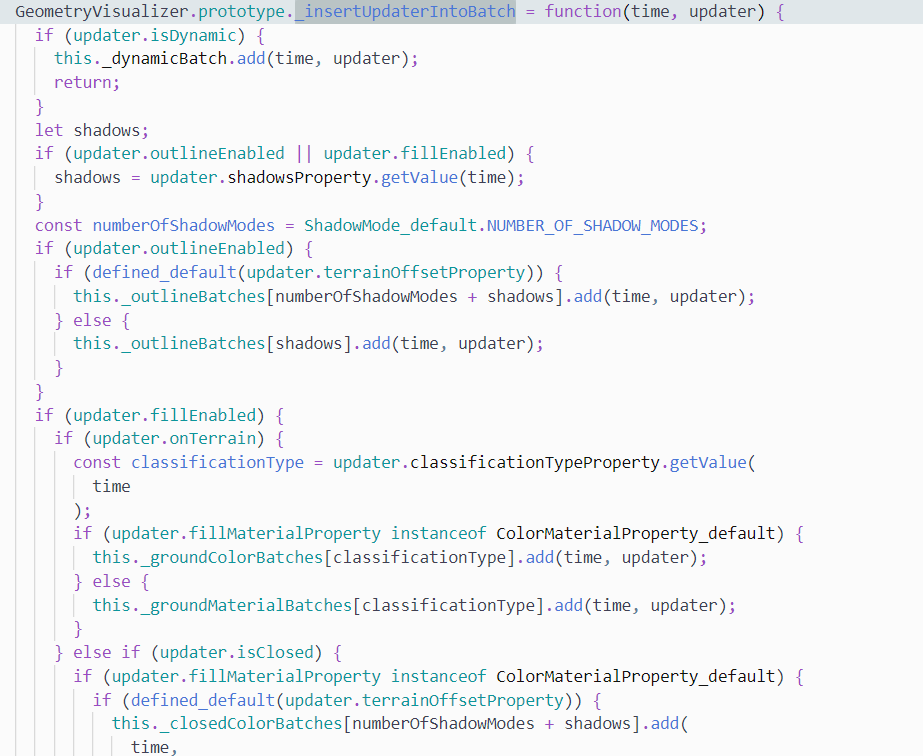 GeometryVisualizer.prototype._insertUpdaterIntoBatch = function(time, updater) {
  if (updater.isDynamic) {
    this._dynamicBatch.add(time, updater);
    return;
  }
  let shadows;
  if (updater.outlineEnabled || updater.fillEnabled) {
    shadows = updater.shadowsProperty.getValue(time);
  }
  const numberOfShadowModes = ShadowMode_default.NUMBER_OF_SHADOW_MODES;
  if (updater.outlineEnabled) {
    if (defined_default(updater.terrainOffsetProperty)) {
      this._outlineBatches[numberOfShadowModes + shadows].add(time, updater);
    } else {
      this._outlineBatches[shadows].add(time, updater);
    }
  }
  if (updater.fillEnabled) {
    if (updater.onTerrain) {
      const classificationType = updater.classificationTypeProperty.getValue(
        time
      );
      if (updater.fillMaterialProperty instanceof ColorMaterialProperty_default) {
        this._groundColorBatches[classificationType].add(time, updater);
      } else {
        this._groundMaterialBatches[classificationType].add(time, updater);
      }
    } else if (updater.isClosed) {
      if (updater.fillMaterialProperty instanceof ColorMaterialProperty_default) {
        if (defined_default(updater.terrainOffsetProperty)) {
          this._closedColorBatches[numberOfShadowModes + shadows].add(
            time,